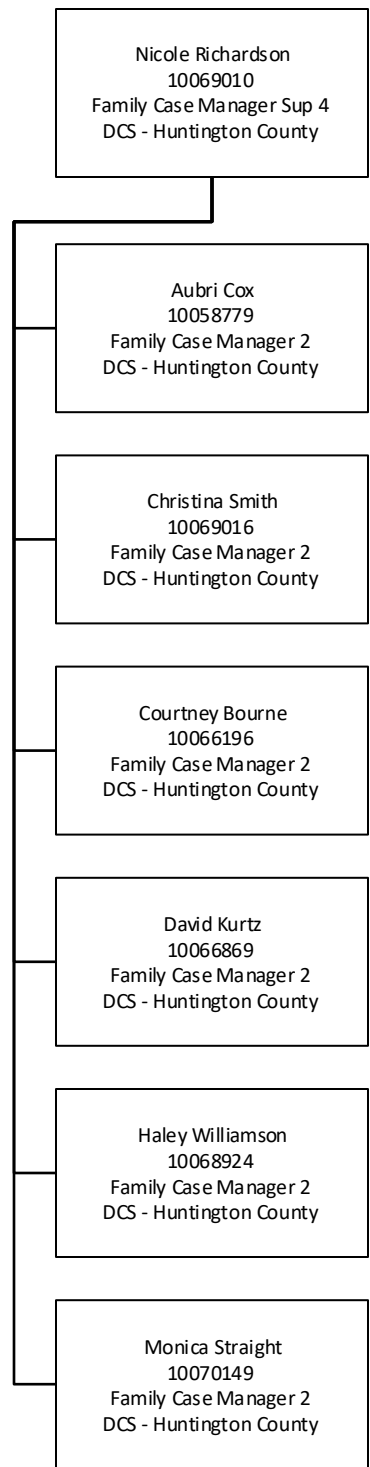 Nicole Richardson
10069010
Family Case Manager Sup 4
DCS - Huntington County
Aubri Cox
10058779
Family Case Manager 2
DCS - Huntington County
Christina Smith
10069016
Family Case Manager 2
DCS - Huntington County
Courtney Bourne
10066196
Family Case Manager 2
DCS - Huntington County
David Kurtz
10066869
Family Case Manager 2
DCS - Huntington County
Haley Williamson
10068924
Family Case Manager 2
DCS - Huntington County
Monica Straight
10070149
Family Case Manager 2
DCS - Huntington County